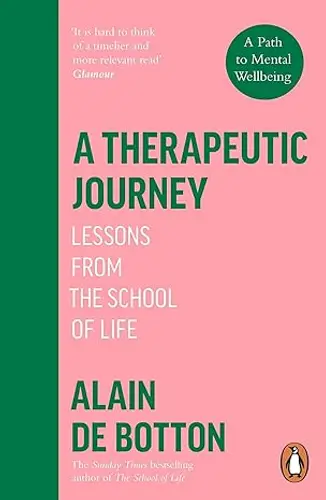 'It is hard to think
of a timelier and
more relevant read'
Glamour
A Path
to Mental
Wellbeing
A THERAPEUTIC
JOURNEY
LESSONS
FROM
THE SCHOOL
OF LIFE
ALAIN
DE BOTTON
The Sunday Times bestselling
author of The School of Life